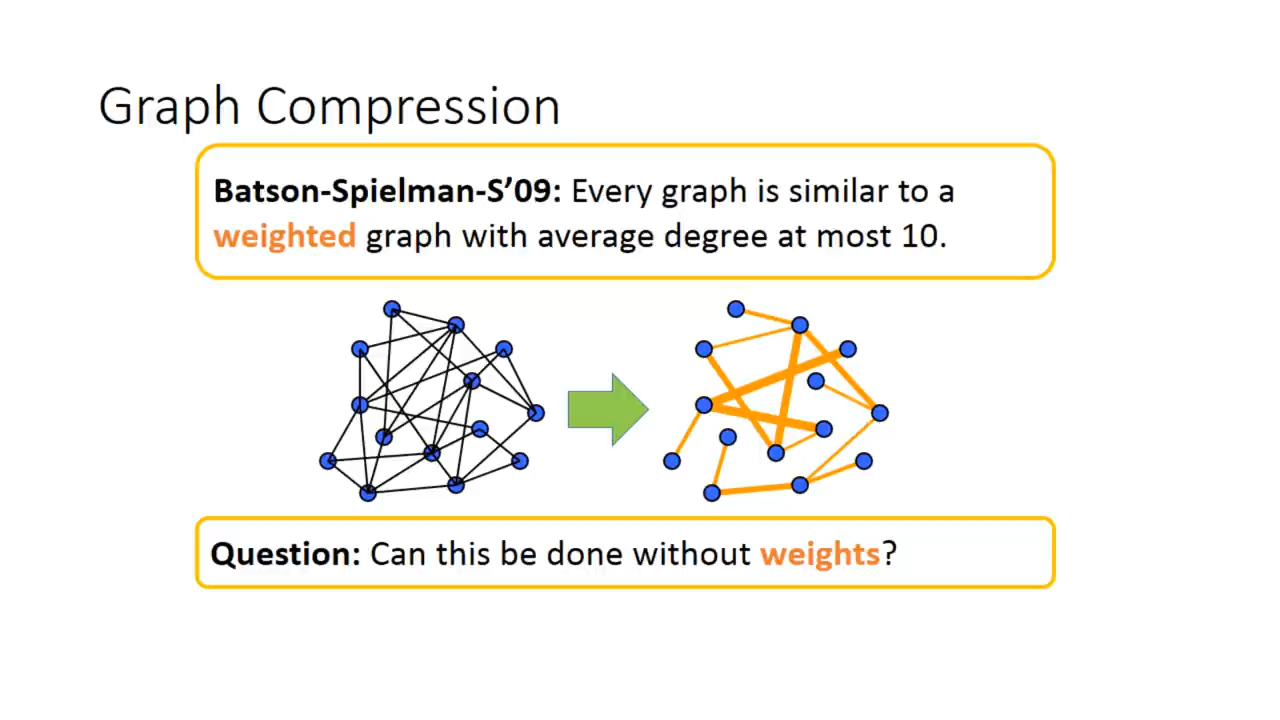 Graph Compression
Batson-Spielman-S’09: Every graph is similar to a
weighted graph with average degree at most 10.
Question: Can this be done without weights?